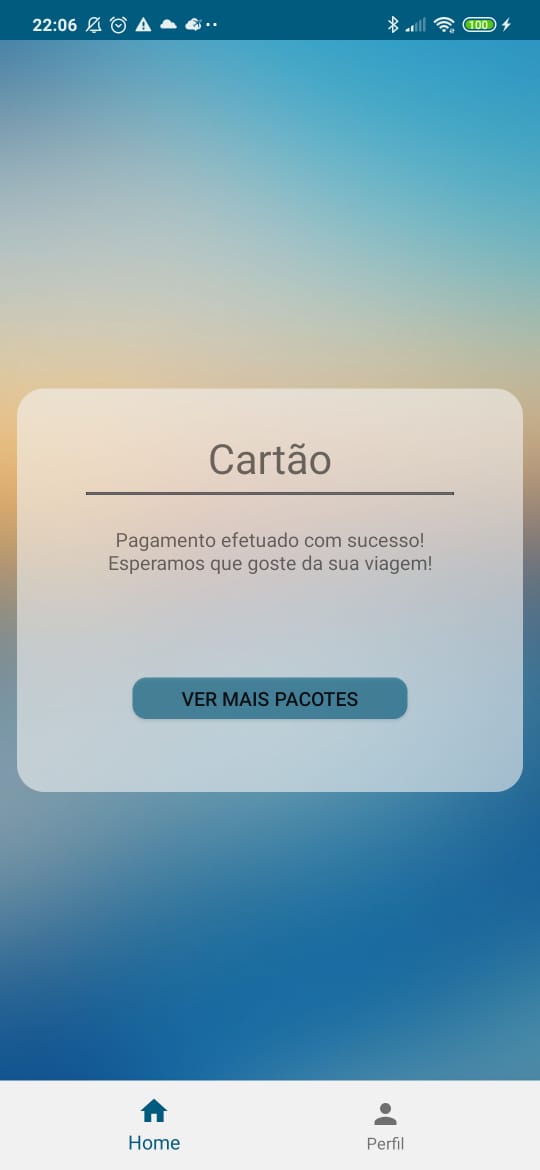 22:06
100
Cartão
Pagamento efetuado com sucesso!
Esperamos que goste da sua viagem!
VER MAIS PACOTES
Home
Perfil